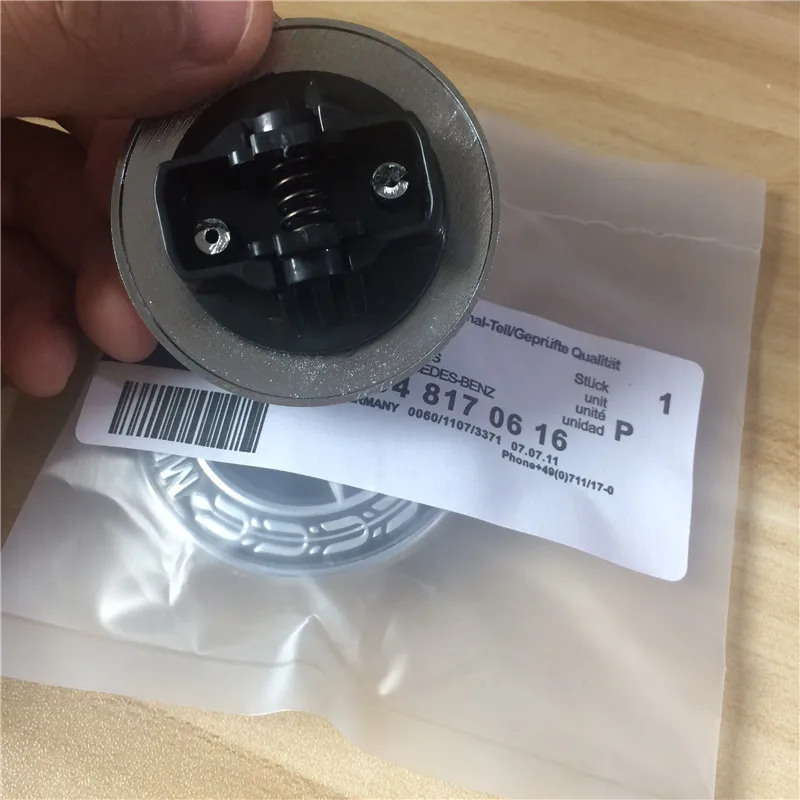 nal-Teil/Geprüfte Qualität
EDES-BENZ
4 817 06 16
RMANY 0060/1107/3371 07.07.11
Phone+49(0)711/17-0
Stück
unit
unité
unidad
P
1
M